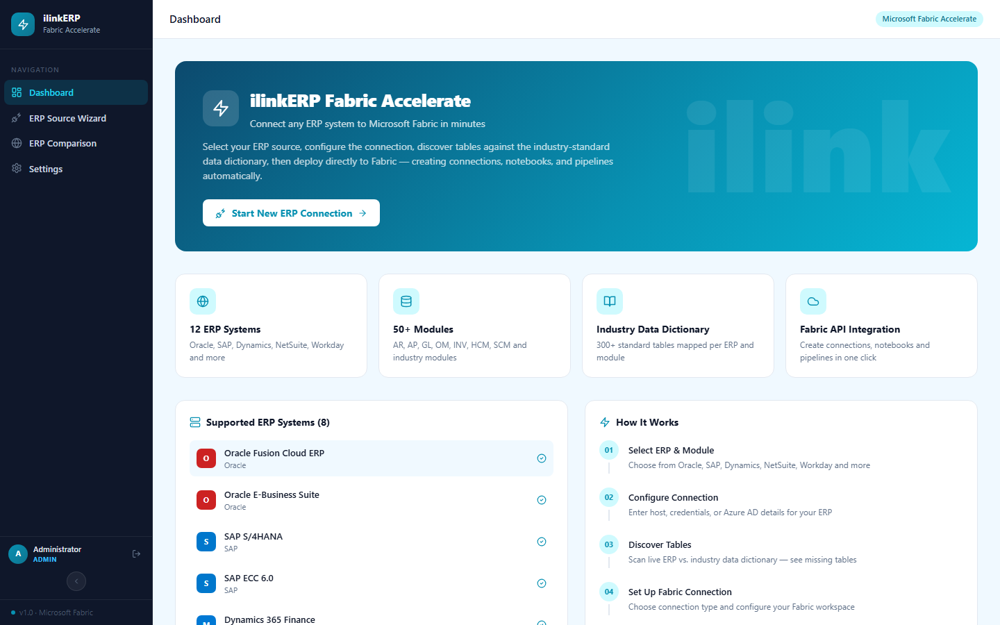 ilinkERP
Fabric Accelerate
NAVIGATION
Dashboard
ERP Source Wizard
ERP Comparison
Settings
A
Administrator
ADMIN
v1.0 · Microsoft Fabric
Dashboard
Microsoft Fabric Accelerate
ilinkERP Fabric Accelerate
Connect any ERP system to Microsoft Fabric in minutes
Select your ERP source, configure the connection, discover tables against the industry-standard
data dictionary, then deploy directly to Fabric — creating connections, notebooks, and pipelines
automatically.
Start New ERP Connection
ilink
12 ERP Systems
Oracle, SAP, Dynamics, NetSuite, Workday
and more
50+ Modules
AR, AP, GL, OM, INV, HCM, SCM and
industry modules
Industry Data Dictionary
300+ standard tables mapped per ERP and
module
Fabric API Integration
Create connections, notebooks and
pipelines in one click
Supported ERP Systems (8)
O
Oracle Fusion Cloud ERP
Oracle
O
Oracle E-Business Suite
Oracle
S
SAP S/4HANA
SAP
S
SAP ECC 6.0
SAP
M
Dynamics 365 Finance
How It Works
01
Select ERP & Module
Choose from Oracle, SAP, Dynamics, NetSuite, Workday and more
02
Configure Connection
Enter host, credentials, or Azure AD details for your ERP
03
Discover Tables
Scan live ERP vs. industry data dictionary — see missing tables
04
Set Up Fabric Connection
Choose connection type and configure your Fabric workspace